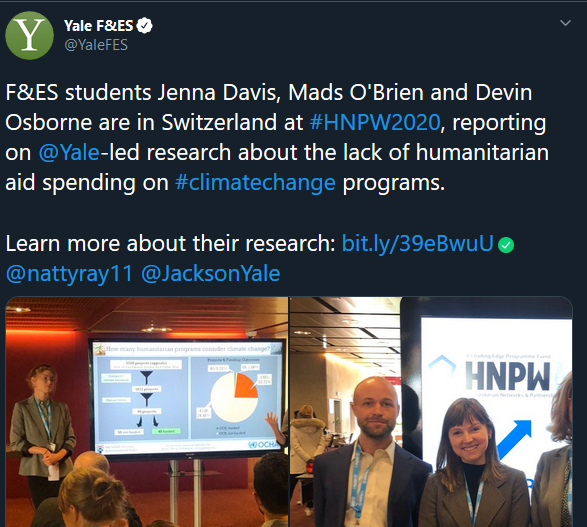 Y
Yale F&ES
@YaleFES
F&ES students Jenna Davis, Mads O'Brien and Devin
Osborne are in Switzerland at #HNPW2020, reporting
on @Yale-led research about the lack of humanitarian
aid spending on #climatechange programs.
Learn more about their research: bit.ly/39eBwuU
@nattyray11 @JacksonYale
How many humanitarian programs consider climate change?
OCHA
HNPW